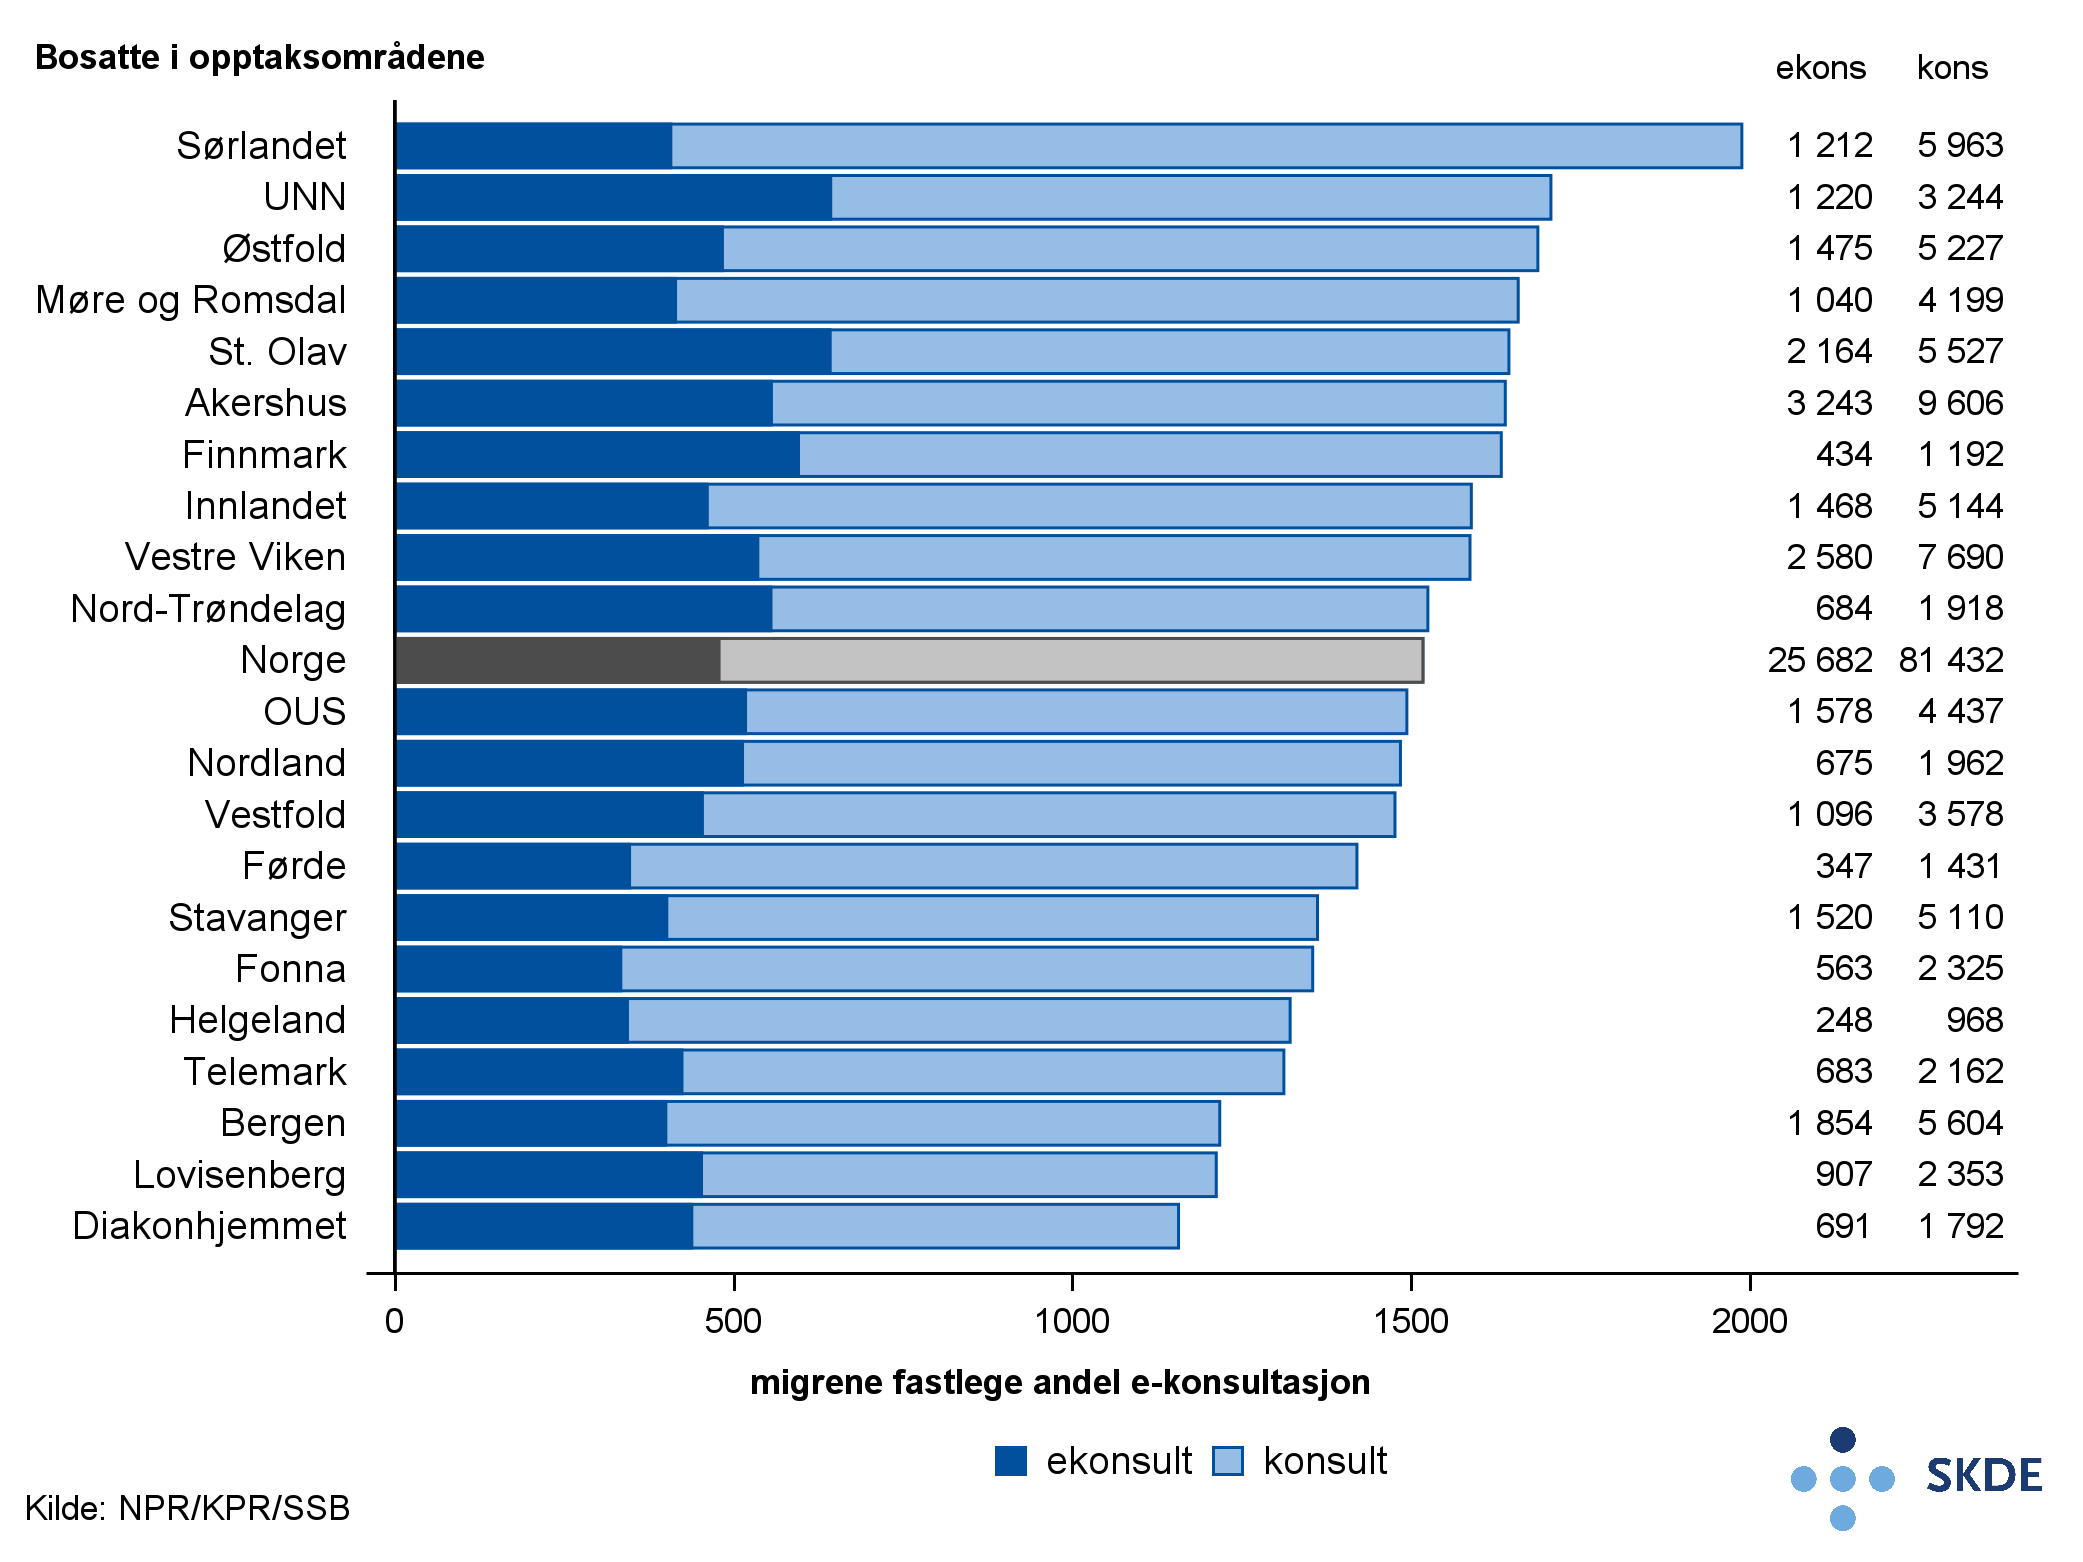 Bosatte i opptaksområdene ekons kons
Sørlandet 1 212 5 963
UNN 1 220 3 244
Østfold 1 475 5 227
Møre og Romsdal 1 040 4 199
St. Olav 2 164 5 527
Akershus 3 243 9 606
Finnmark 434 1 192
Innlandet 1 468 5 144
Vestre Viken 2 580 7 690
Nord-Trøndelag 684 1 918
Norge 25 682 81 432
OUS 1 578 4 437
Nordland 675 1 962
Vestfold 1 096 3 578
Førde 347 1 431
Stavanger 1 520 5 110
Fonna 563 2 325
Helgeland 248 968
Telemark 683 2 162
Bergen 1 854 5 604
Lovisenberg 907 2 353
Diakonhjemmet 691 1 792
0 500 1000 1500 2000
migrene fastlege andel e-konsultasjon
ekonsult konsult
SKDE
Kilde: NPR/KPR/SSB